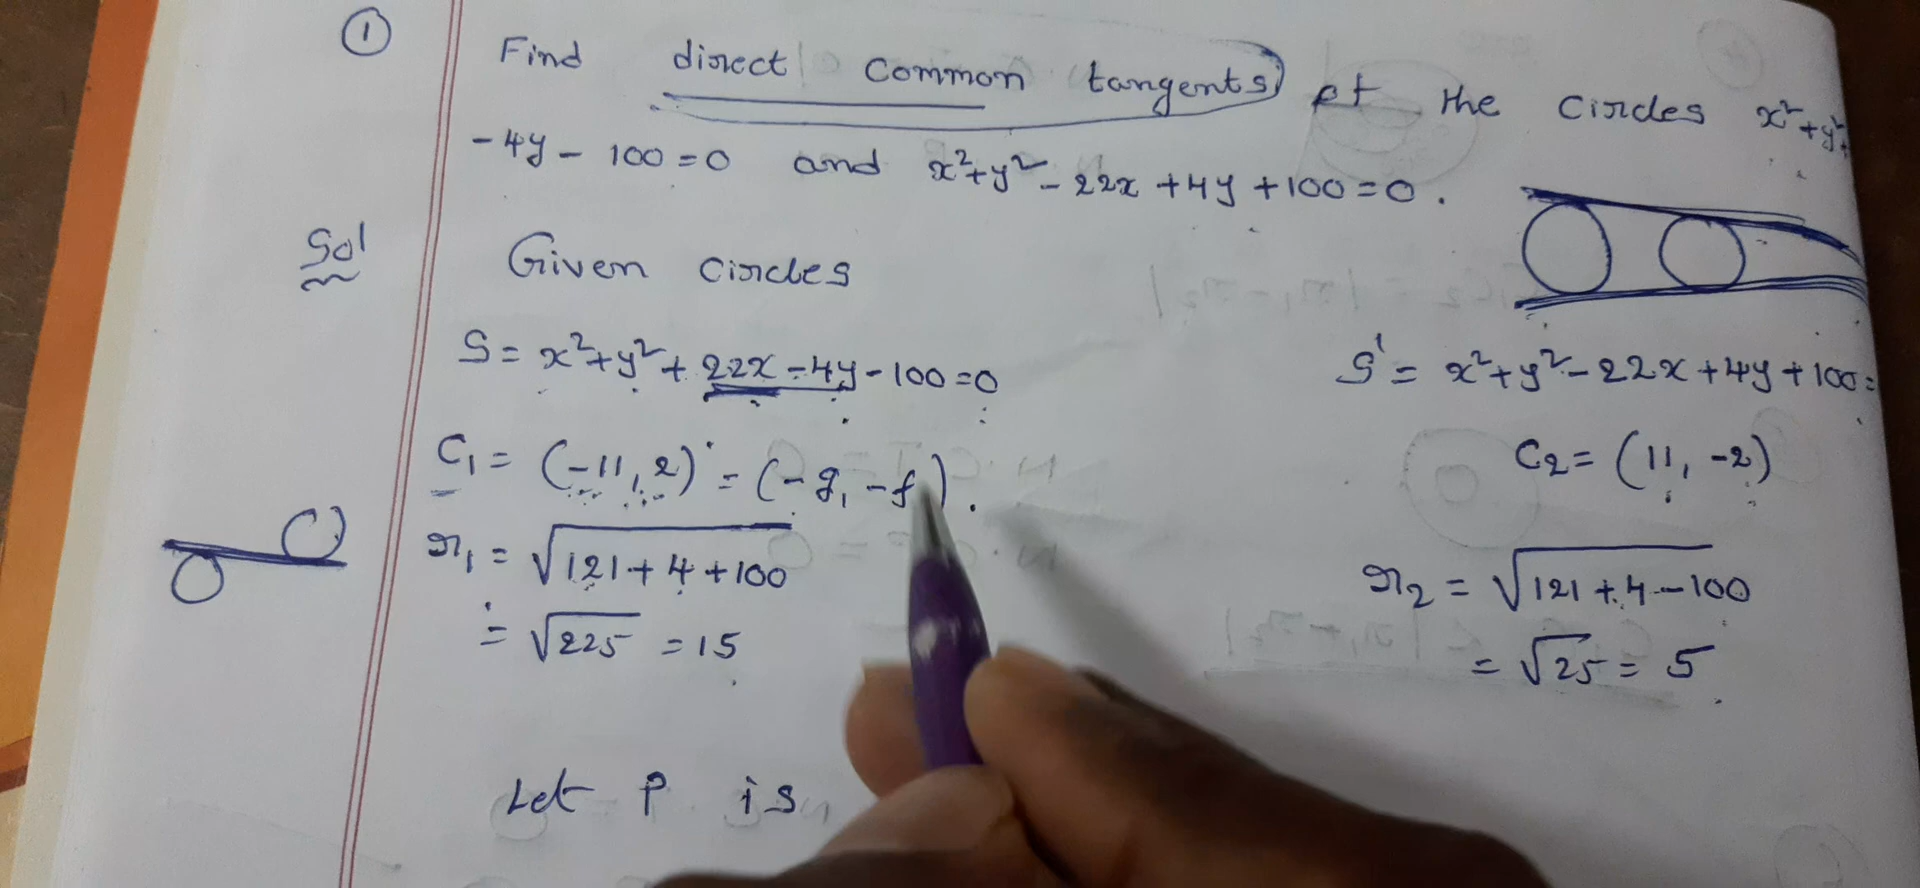 ①
Find direct common tangents of the circles x²+y²+
-4y - 100 = 0 and x²+y² - 22x + 4y + 100 = 0.
Sol Given circles
S = x²+y² + 22x - 4y - 100 = 0 S' = x²+y² - 22x + 4y + 100 =
C₁ = (-11, 2) = (-g, -f). C₂ = (11, -2)
r₁ = √121 + 4 + 100 r₂ = √121 + 4 - 100
= √225 = 15 = √25 = 5
Let P is